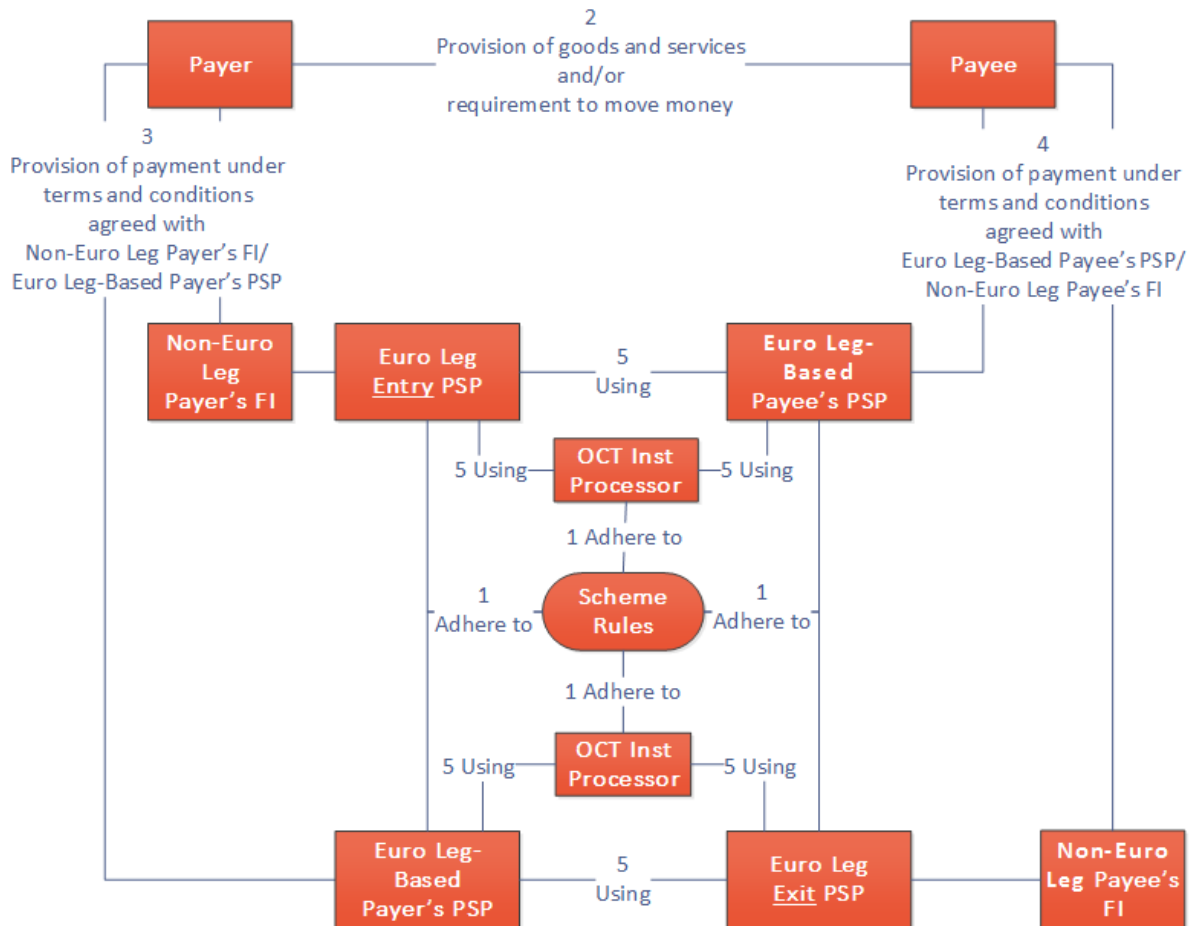 2
Provision of goods and services
and/or
requirement to move money
Payer
Payee
3
Provision of payment under
terms and conditions
agreed with
Non-Euro Leg Payer's FI/
Euro Leg-Based Payer's PSP
4
Provision of payment under
terms and conditions
agreed with
Euro Leg-Based Payee's PSP/
Non-Euro Leg Payee's FI
Non-Euro
Leg
Payer's FI
Euro Leg
Entry PSP
5
Using
Euro Leg-
Based
Payee's PSP
5 Using
OCT Inst
Processor
5 Using
1 Adhere to
1
Adhere to
Scheme
Rules
1
Adhere to
1 Adhere to
5 Using
OCT Inst
Processor
5 Using
Euro Leg-
Based
Payer's PSP
5
Using
Euro Leg
Exit PSP
Non-Euro
Leg Payee's
FI